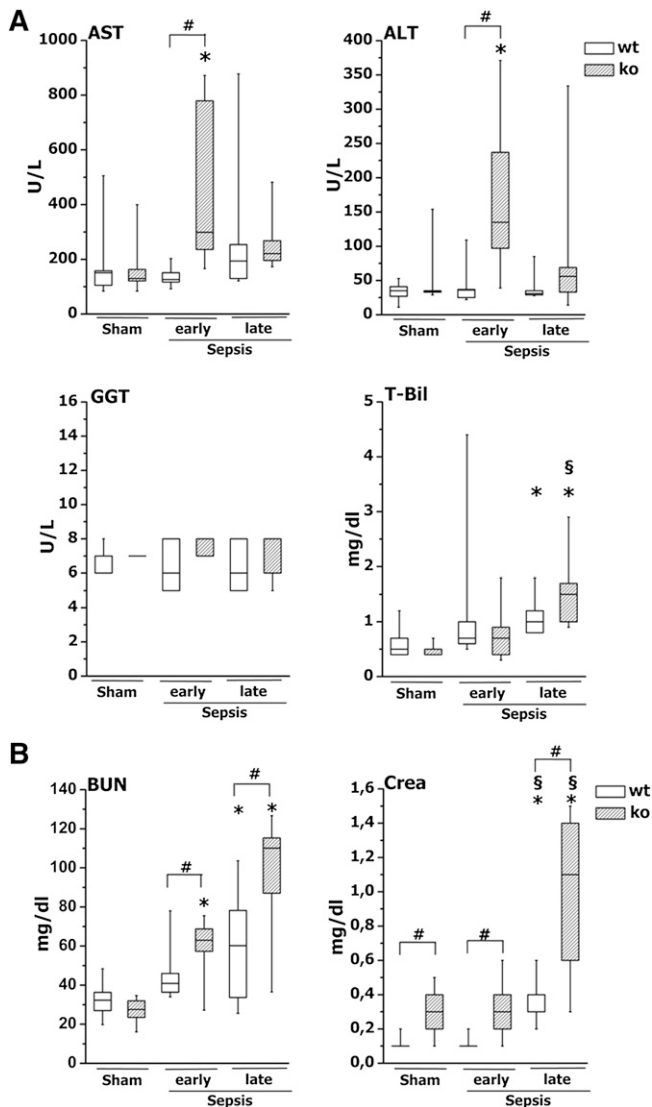 A
AST
#
*
1000
800
600
400
200
0
U/L
Sham
early
late
Sepsis
ALT
#
*
wt
ko
400
350
300
250
200
150
100
50
0
U/L
Sham
early
late
Sepsis
GGT
16
14
12
10
8
6
4
2
0
U/L
Sham
early
late
Sepsis
T-Bil
§
* *
5
4
3
2
1
0
mg/dl
Sham
early
late
Sepsis
B
BUN
#
* *
#
*
140
120
100
80
60
40
20
0
mg/dl
Sham
early
late
Sepsis
Crea
#
§ §
* *
# #
wt
ko
1,6
1,4
1,2
1,0
0,8
0,6
0,4
0,2
0,0
mg/dl
Sham
early
late
Sepsis